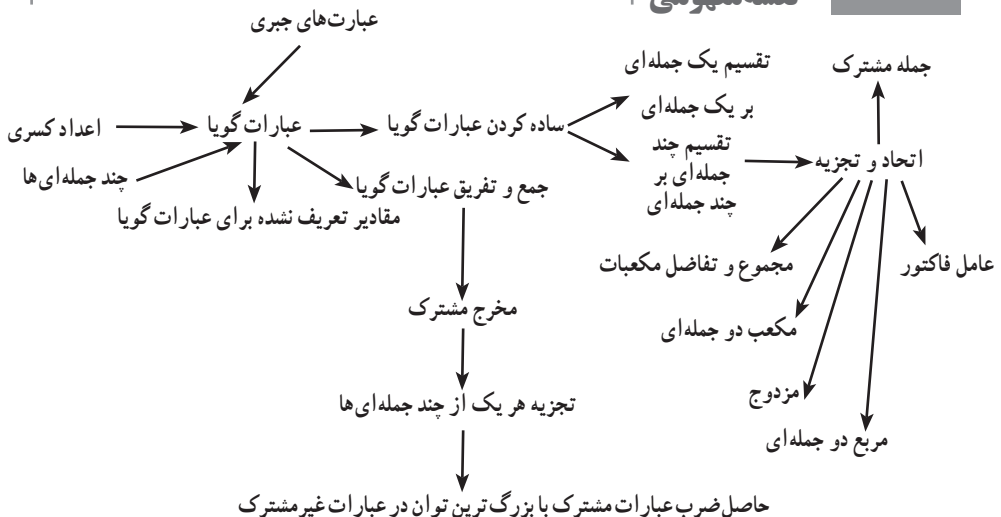 نقشه مفهومی
عبارت‌های جبری
تقسیم یک جمله‌ای
بر یک جمله‌ای
جمله مشترک
اعداد کسری
عبارات گویا
ساده کردن عبارات گویا
تقسیم چند
جمله‌ای بر
چند جمله‌ای
اتحاد و تجزیه
چند جمله‌ای‌ها
جمع و تفریق عبارات گویا
مقادیر تعریف نشده برای عبارات گویا
مجموع و تفاضل مکعبات
عامل فاکتور
مخرج مشترک
مکعب دو جمله‌ای
تجزیه هر یک از چند جمله‌ای‌ها
مزدوج
مربع دو جمله‌ای
حاصل‌ضرب عبارات مشترک با بزرگ‌ترین توان در عبارات غیرمشترک